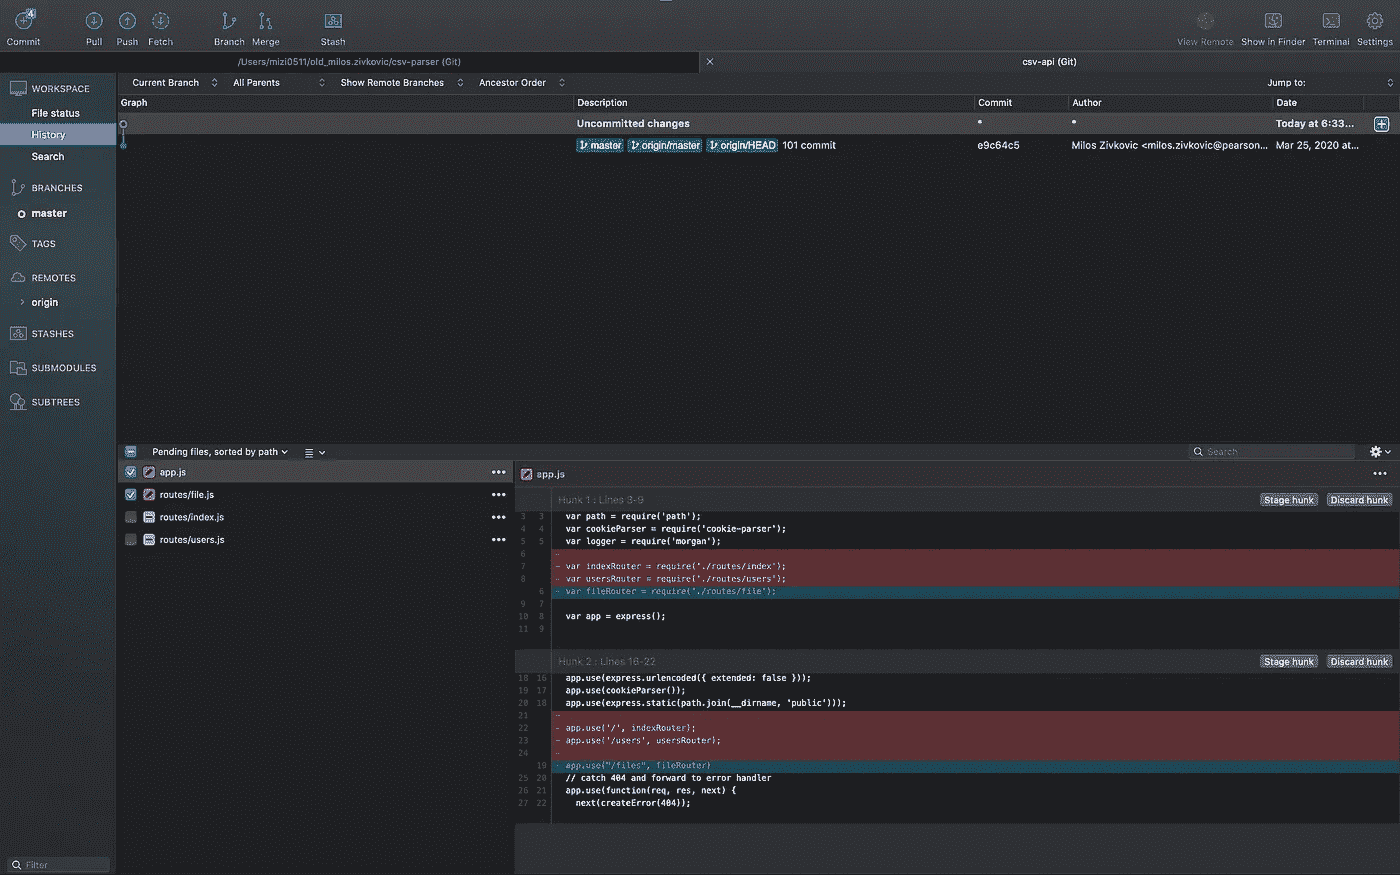 4
Commit Pull Push Fetch Branch Merge Stash View Remote Show in Finder Terminal Settings
/Users/mizi0511/old_milos.zivkovic/csv-parser (Git) csv-api (Git)
WORKSPACE
File status
History
Search
BRANCHES
master
TAGS
REMOTES
origin
STASHES
SUBMODULES
SUBTREES
Filter
Current Branch All Parents Show Remote Branches Ancestor Order Jump to:
Graph Description Commit Author Date
Uncommitted changes * * Today at 6:33...
master origin/master origin/HEAD 101 commit e9c64c5 Milos Zivkovic <milos.zivkovic@pearson... Mar 25, 2020 at...
Pending files, sorted by path Search
app.js
routes/file.js
routes/index.js
routes/users.js
app.js
Hunk 1 : Lines 3-9 Stage hunk Discard hunk
3 3 var path = require('path');
4 4 var cookieParser = require('cookie-parser');
5 5 var logger = require('morgan');
6 -
7 - var indexRouter = require('./routes/index');
8 - var usersRouter = require('./routes/users');
6 + var fileRouter = require('./routes/file');
9 7
10 8 var app = express();
11 9
Hunk 2 : Lines 16-22 Stage hunk Discard hunk
18 16 app.use(express.urlencoded({ extended: false }));
19 17 app.use(cookieParser());
20 18 app.use(express.static(path.join(__dirname, 'public')));
21 -
22 - app.use('/', indexRouter);
23 - app.use('/users', usersRouter);
24 -
19 + app.use("/files", fileRouter)
25 20 // catch 404 and forward to error handler
26 21 app.use(function(req, res, next) {
27 22 next(createError(404));